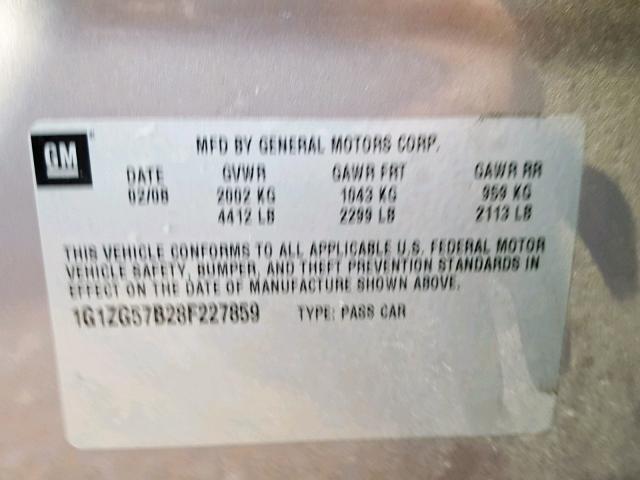 GM
MFD BY GENERAL MOTORS CORP.
DATE GVWR GAWR FRT GAWR RR
02/08 2002 KG 1043 KG 959 KG
4412 LB 2299 LB 2113 LB
THIS VEHICLE CONFORMS TO ALL APPLICABLE U.S. FEDERAL MOTOR
VEHICLE SAFETY, BUMPER, AND THEFT PREVENTION STANDARDS IN
EFFECT ON THE DATE OF MANUFACTURE SHOWN ABOVE.
1G1ZG57B28F227859 TYPE: PASS CAR